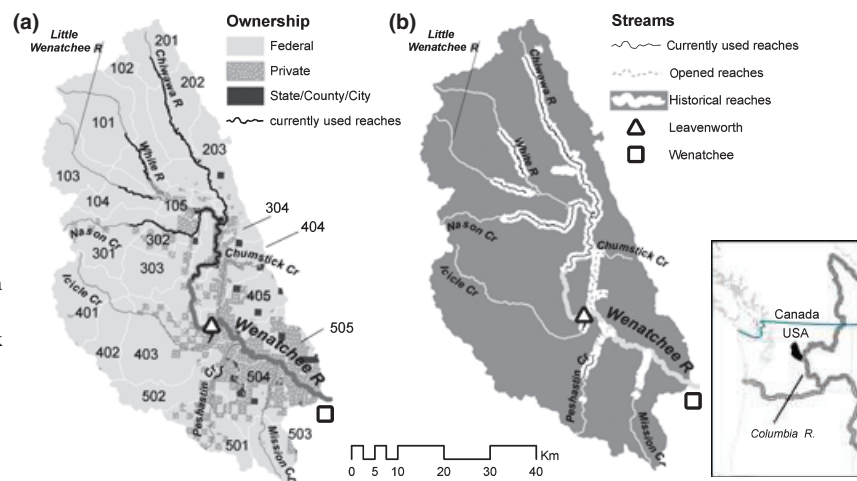 (a)
Ownership
Federal
Private
State/County/City
currently used reaches
Little
Wenatchee R
201
Chiwawa R
102
202
101
White R
203
103
104
105
304
404
Nason Cr
302
301
303
Chumstick Cr
Icicle Cr
401
405
402
403
Wenatchee R
505
504
502
Peshastin Cr
501
503
Mission Cr
0 5 10 20 30 40
Km
(b)
Streams
Currently used reaches
Opened reaches
Historical reaches
Leavenworth
Wenatchee
Little
Wenatchee R
Chiwawa R
White R
Nason Cr
Chumstick Cr
Icicle Cr
Wenatchee R
Peshastin Cr
Mission Cr
Canada
USA
Columbia R.